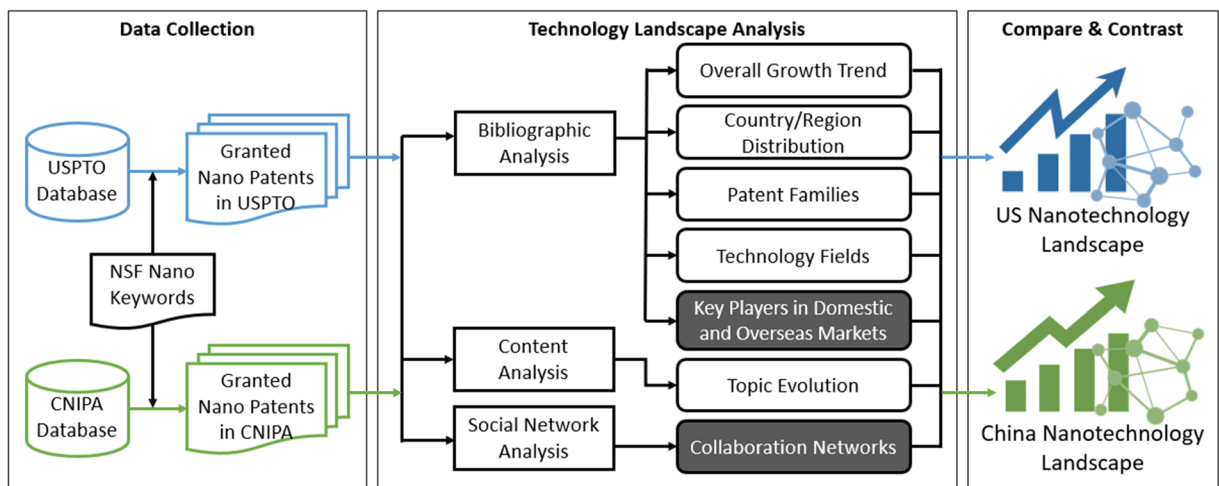 Data Collection
USPTO
Database
Granted
Nano Patents
in USPTO
NSF Nano
Keywords
CNIPA
Database
Granted
Nano Patents
in CNIPA
Technology Landscape Analysis
Bibliographic
Analysis
Content
Analysis
Social Network
Analysis
Overall Growth Trend
Country/Region
Distribution
Patent Families
Technology Fields
Key Players in Domestic
and Overseas Markets
Topic Evolution
Collaboration Networks
Compare & Contrast
US Nanotechnology
Landscape
China Nanotechnology
Landscape